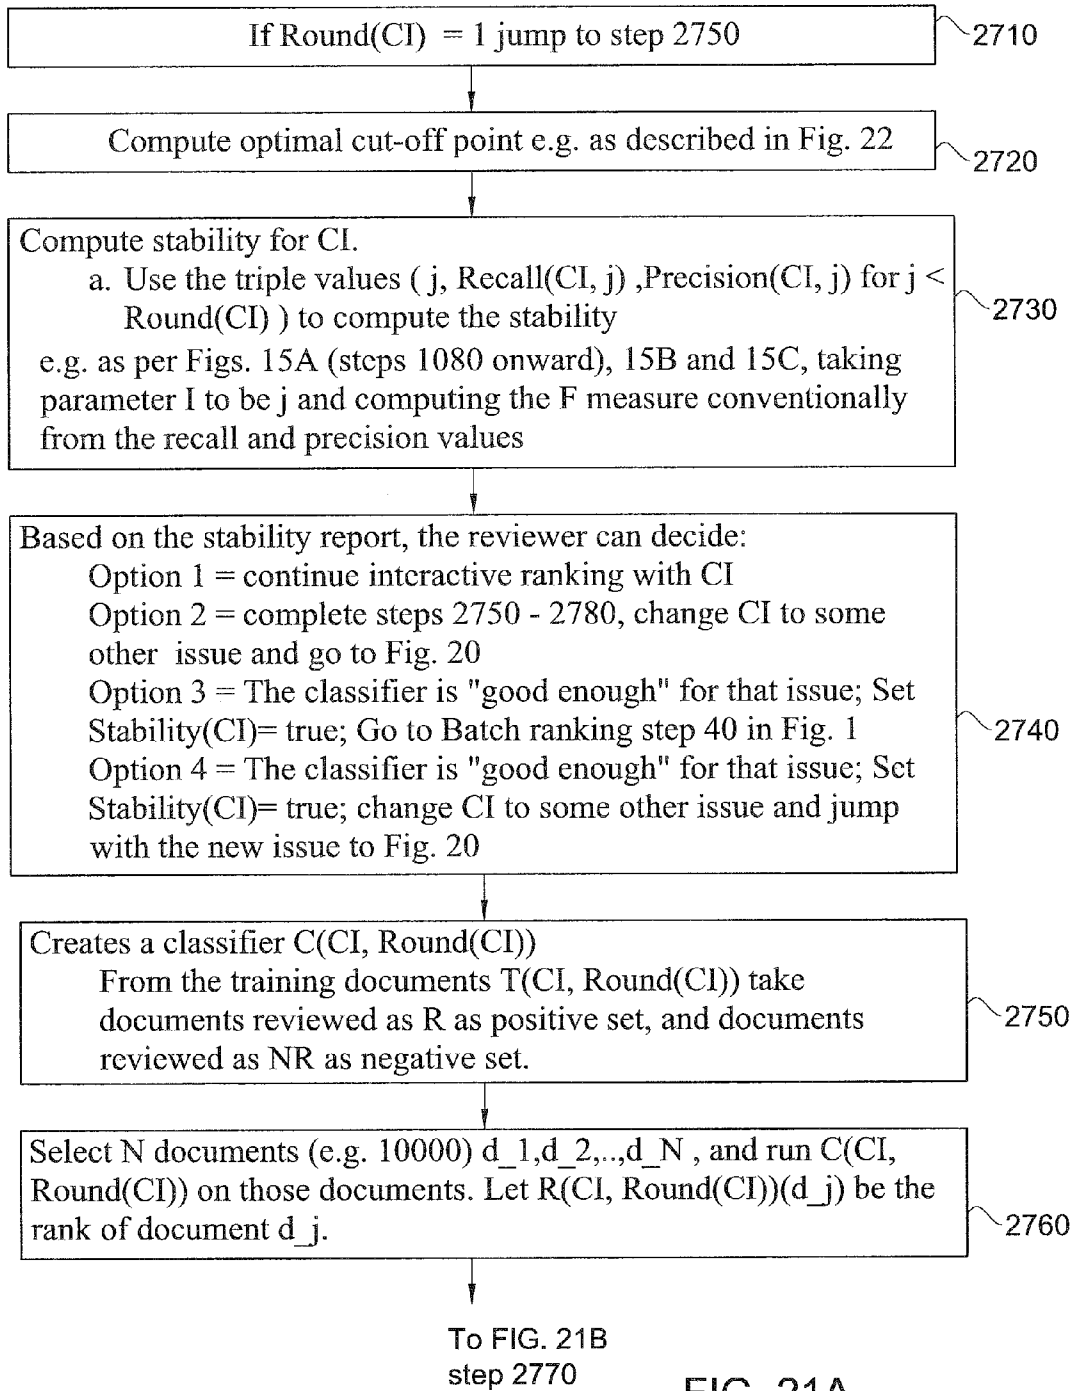 If Round(CI) = 1 jump to step 2750
2710
Compute optimal cut-off point e.g. as described in Fig. 22
2720
Compute stability for CI.
a. Use the triple values ( j, Recall(CI, j) ,Precision(CI, j) for j <
Round(CI) ) to compute the stability
e.g. as per Figs. 15A (steps 1080 onward), 15B and 15C, taking
parameter I to be j and computing the F measure conventionally
from the recall and precision values
2730
Based on the stability report, the reviewer can decide:
Option 1 = continue interactive ranking with CI
Option 2 = complete steps 2750 - 2780, change CI to some
other issue and go to Fig. 20
Option 3 = The classifier is "good enough" for that issue; Set
Stability(CI)= true; Go to Batch ranking step 40 in Fig. 1
Option 4 = The classifier is "good enough" for that issue; Set
Stability(CI)= true; change CI to some other issue and jump
with the new issue to Fig. 20
2740
Creates a classifier C(CI, Round(CI))
From the training documents T(CI, Round(CI)) take
documents reviewed as R as positive set, and documents
reviewed as NR as negative set.
2750
Select N documents (e.g. 10000) d_1,d_2,..,d_N , and run C(CI,
Round(CI)) on those documents. Let R(CI, Round(CI))(d_j) be the
rank of document d_j.
2760
To FIG. 21B
step 2770
FIG. 21A